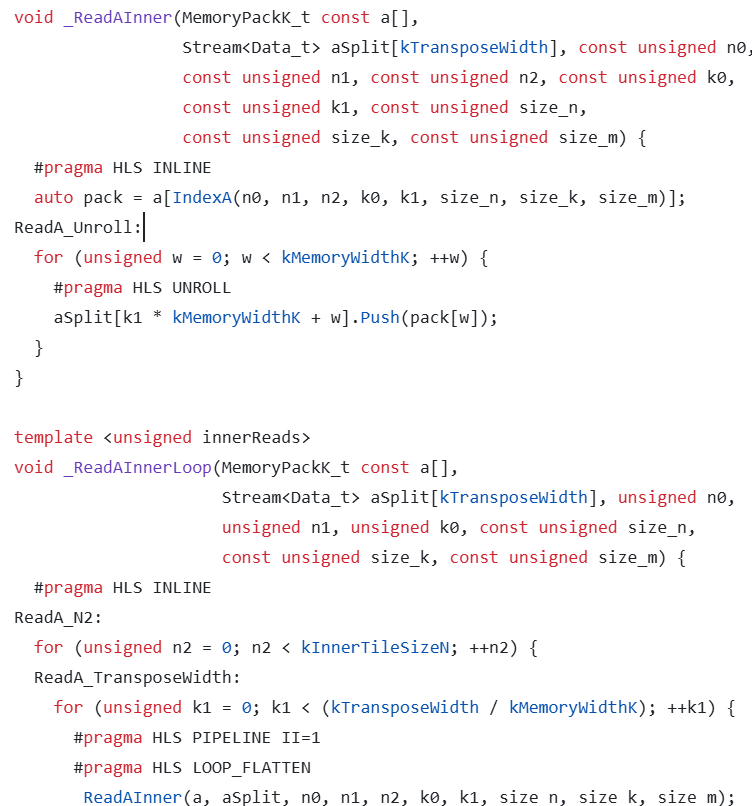 void _ReadAInner(MemoryPackK_t const a[],
                 Stream<Data_t> aSplit[kTransposeWidth], const unsigned n0,
                 const unsigned n1, const unsigned n2, const unsigned k0,
                 const unsigned k1, const unsigned size_n,
                 const unsigned size_k, const unsigned size_m) {
  #pragma HLS INLINE
  auto pack = a[IndexA(n0, n1, n2, k0, k1, size_n, size_k, size_m)];
ReadA_Unroll:
  for (unsigned w = 0; w < kMemoryWidthK; ++w) {
    #pragma HLS UNROLL
    aSplit[k1 * kMemoryWidthK + w].Push(pack[w]);
  }
}

template <unsigned innerReads>
void _ReadAInnerLoop(MemoryPackK_t const a[],
                     Stream<Data_t> aSplit[kTransposeWidth], unsigned n0,
                     unsigned n1, unsigned k0, const unsigned size_n,
                     const unsigned size_k, const unsigned size_m) {
  #pragma HLS INLINE
ReadA_N2:
  for (unsigned n2 = 0; n2 < kInnerTileSizeN; ++n2) {
  ReadA_TransposeWidth:
    for (unsigned k1 = 0; k1 < (kTransposeWidth / kMemoryWidthK); ++k1) {
      #pragma HLS PIPELINE II=1
      #pragma HLS LOOP_FLATTEN
      _ReadAInner(a, aSplit, n0, n1, n2, k0, k1, size_n, size_k, size_m);